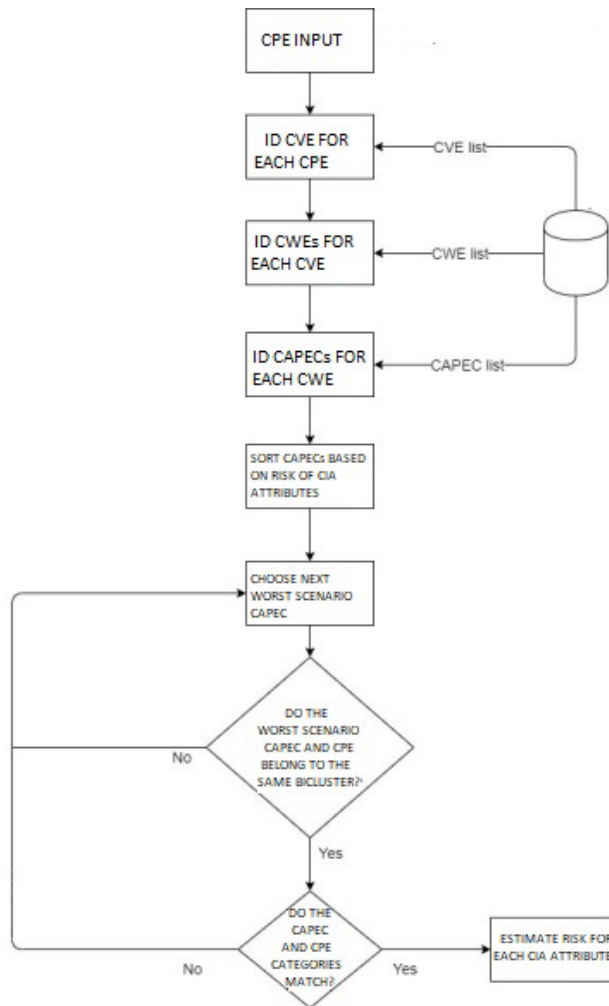 CPE INPUT
ID CVE FOR
EACH CPE
CVE list
ID CWEs FOR
EACH CVE
CWE list
ID CAPECs FOR
EACH CWE
CAPEC list
SORT CAPECs BASED
ON RISK OF CIA
ATTRIBUTES
CHOOSE NEXT
WORST SCENARIO
CAPEC
DO THE
WORST SCENARIO
CAPEC AND CPE
BELONG TO THE
SAME BICLUSTER?
No
Yes
DO THE
CAPEC
AND CPE
CATEGORIES
MATCH?
No
Yes
ESTIMATE RISK FOR
EACH CIA ATTRIBUTE